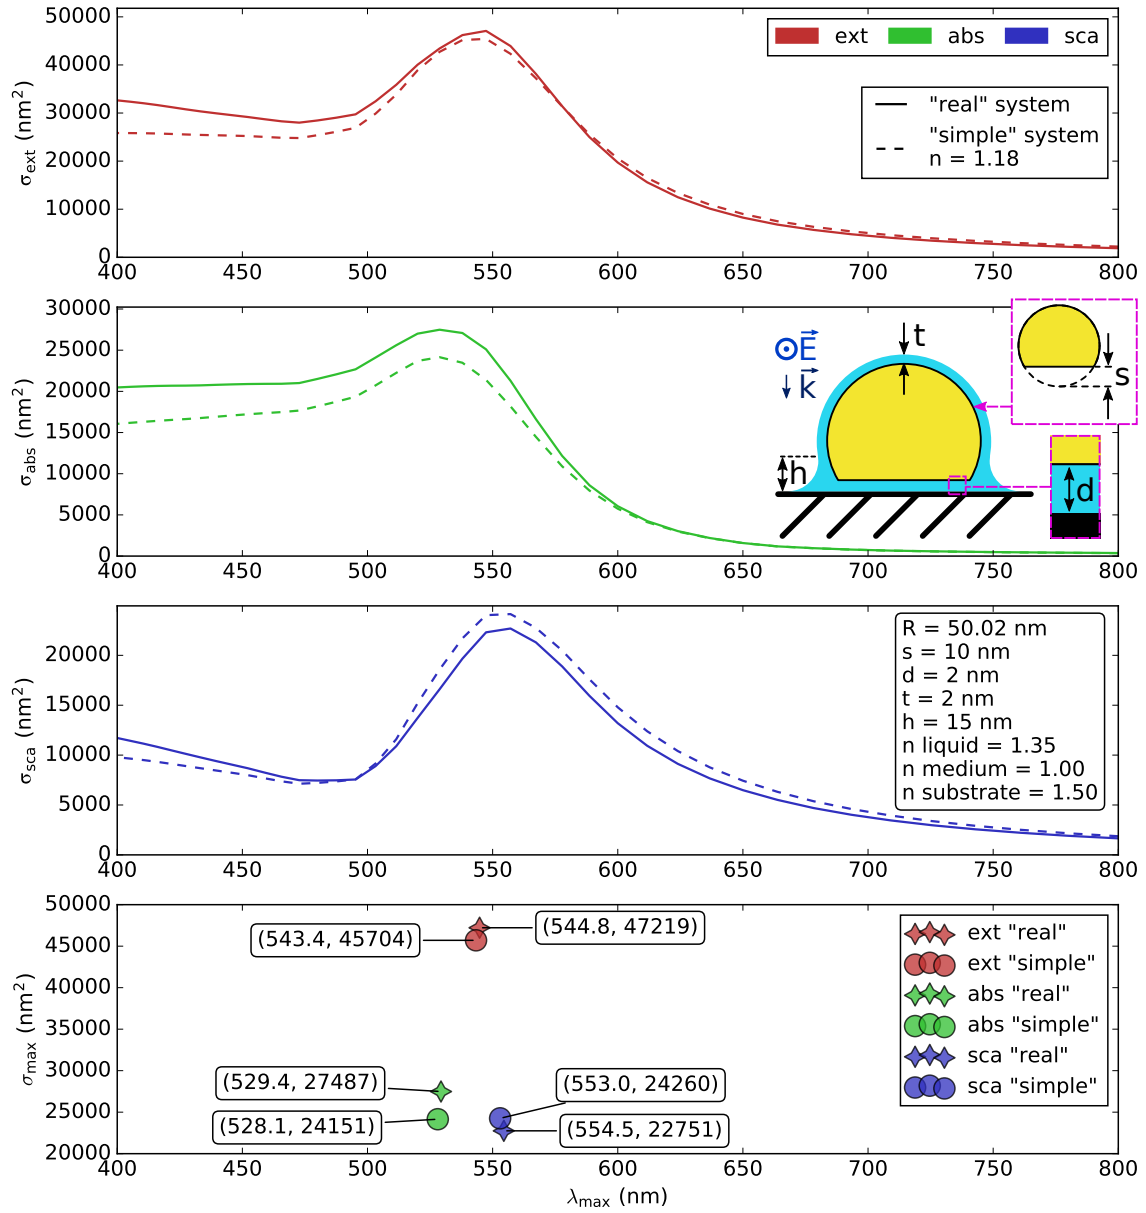 50000
40000
30000
20000
10000
0
σext (nm²)
ext abs sca
"real" system
"simple" system
n = 1.18
400 450 500 550 600 650 700 750 800
30000
25000
20000
15000
10000
5000
0
σabs (nm²)
E
k
t
h
s
d
400 450 500 550 600 650 700 750 800
20000
15000
10000
5000
0
σsca (nm²)
R = 50.02 nm
s = 10 nm
d = 2 nm
t = 2 nm
h = 15 nm
n liquid = 1.35
n medium = 1.00
n substrate = 1.50
400 450 500 550 600 650 700 750 800
50000
45000
40000
35000
30000
25000
20000
σmax (nm²)
(543.4, 45704)
(544.8, 47219)
(529.4, 27487)
(528.1, 24151)
(553.0, 24260)
(554.5, 22751)
ext "real"
ext "simple"
abs "real"
abs "simple"
sca "real"
sca "simple"
400 450 500 550 600 650 700 750 800
λmax (nm)